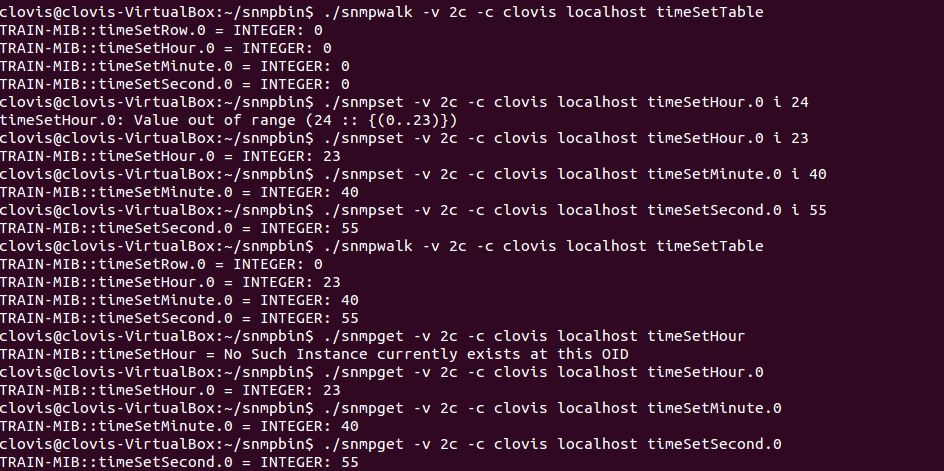 clovis@clovis-VirtualBox:~/snmpbin$ ./snmpwalk -v 2c -c clovis localhost timeSetTable
TRAIN-MIB::timeSetRow.0 = INTEGER: 0
TRAIN-MIB::timeSetHour.0 = INTEGER: 0
TRAIN-MIB::timeSetMinute.0 = INTEGER: 0
TRAIN-MIB::timeSetSecond.0 = INTEGER: 0
clovis@clovis-VirtualBox:~/snmpbin$ ./snmpset -v 2c -c clovis localhost timeSetHour.0 i 24
timeSetHour.0: Value out of range (24 :: {(0..23)})
clovis@clovis-VirtualBox:~/snmpbin$ ./snmpset -v 2c -c clovis localhost timeSetHour.0 i 23
TRAIN-MIB::timeSetHour.0 = INTEGER: 23
clovis@clovis-VirtualBox:~/snmpbin$ ./snmpset -v 2c -c clovis localhost timeSetMinute.0 i 40
TRAIN-MIB::timeSetMinute.0 = INTEGER: 40
clovis@clovis-VirtualBox:~/snmpbin$ ./snmpset -v 2c -c clovis localhost timeSetSecond.0 i 55
TRAIN-MIB::timeSetSecond.0 = INTEGER: 55
clovis@clovis-VirtualBox:~/snmpbin$ ./snmpwalk -v 2c -c clovis localhost timeSetTable
TRAIN-MIB::timeSetRow.0 = INTEGER: 0
TRAIN-MIB::timeSetHour.0 = INTEGER: 23
TRAIN-MIB::timeSetMinute.0 = INTEGER: 40
TRAIN-MIB::timeSetSecond.0 = INTEGER: 55
clovis@clovis-VirtualBox:~/snmpbin$ ./snmpget -v 2c -c clovis localhost timeSetHour
TRAIN-MIB::timeSetHour = No Such Instance currently exists at this OID
clovis@clovis-VirtualBox:~/snmpbin$ ./snmpget -v 2c -c clovis localhost timeSetHour.0
TRAIN-MIB::timeSetHour.0 = INTEGER: 23
clovis@clovis-VirtualBox:~/snmpbin$ ./snmpget -v 2c -c clovis localhost timeSetMinute.0
TRAIN-MIB::timeSetMinute.0 = INTEGER: 40
clovis@clovis-VirtualBox:~/snmpbin$ ./snmpget -v 2c -c clovis localhost timeSetSecond.0
TRAIN-MIB::timeSetSecond.0 = INTEGER: 55